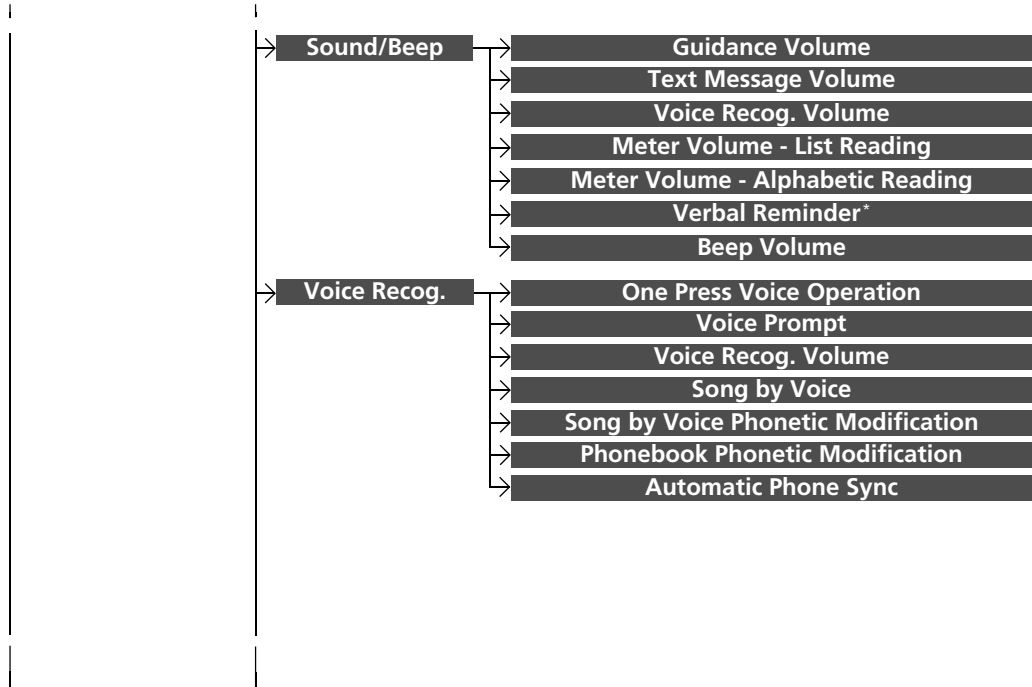 Sound/Beep
Guidance Volume
Text Message Volume
Voice Recog. Volume
Meter Volume - List Reading
Meter Volume - Alphabetic Reading
Verbal Reminder*
Beep Volume
Voice Recog.
One Press Voice Operation
Voice Prompt
Voice Recog. Volume
Song by Voice
Song by Voice Phonetic Modification
Phonebook Phonetic Modification
Automatic Phone Sync